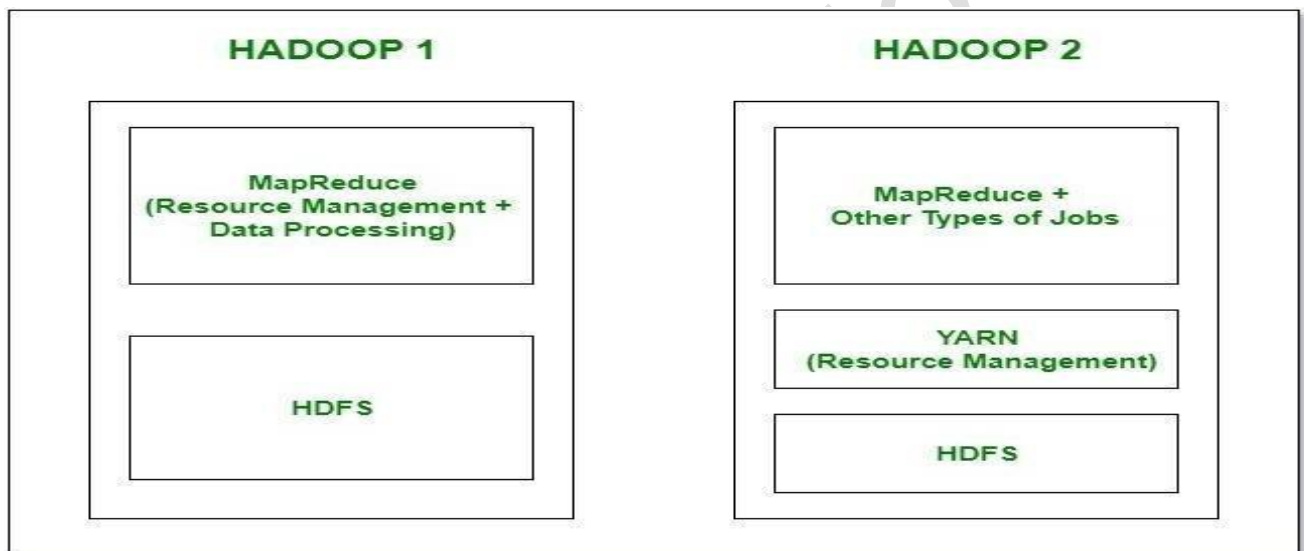 HADOOP 1
MapReduce
(Resource Management +
Data Processing)
HDFS
HADOOP 2
MapReduce +
Other Types of Jobs
YARN
(Resource Management)
HDFS